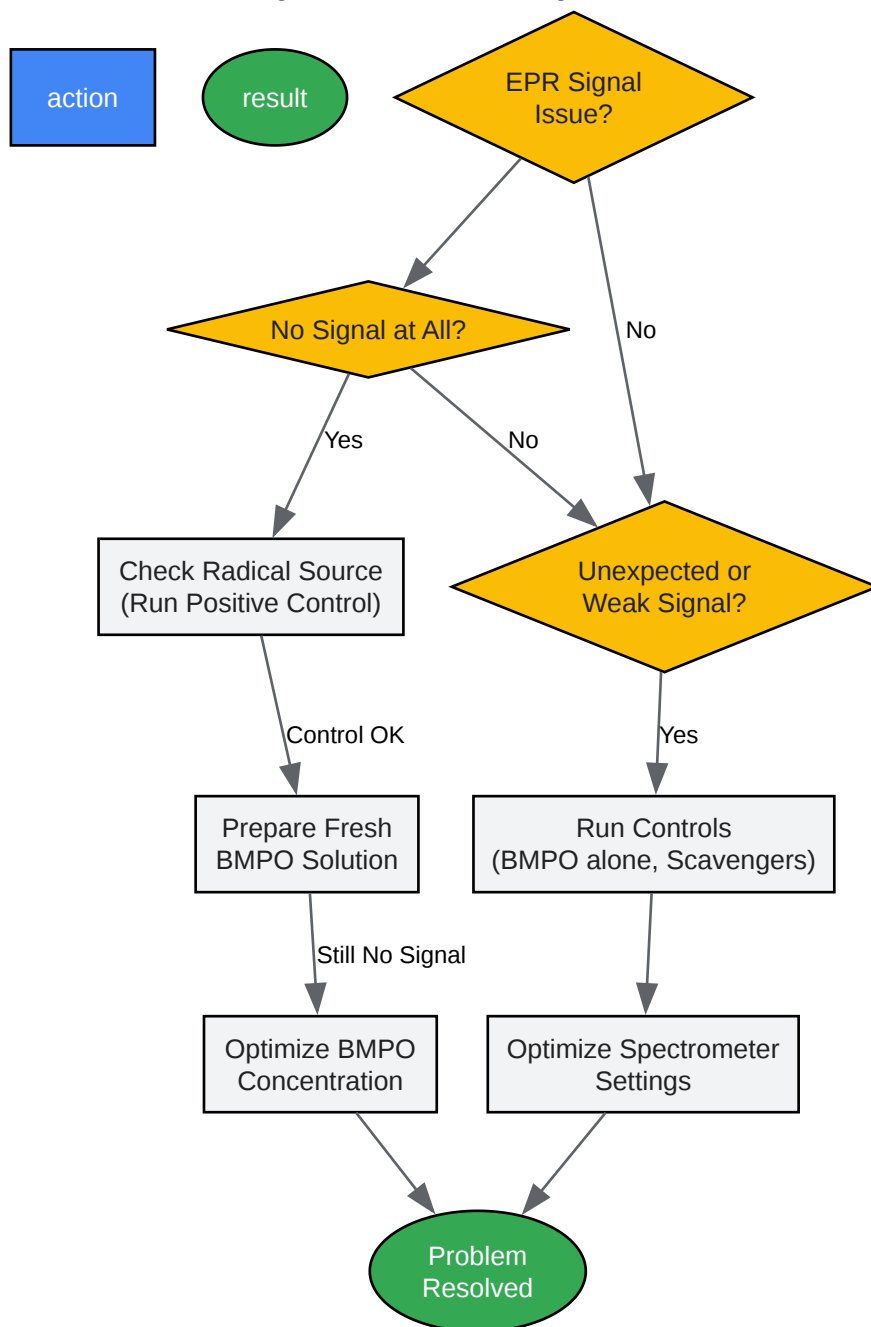 action
result
EPR Signal
Issue?
No Signal at All?
No
Yes
No
Check Radical Source
(Run Positive Control)
Unexpected or
Weak Signal?
Control OK
Yes
Prepare Fresh
BMPO Solution
Run Controls
(BMPO alone, Scavengers)
Still No Signal
Optimize BMPO
Concentration
Optimize Spectrometer
Settings
Problem
Resolved